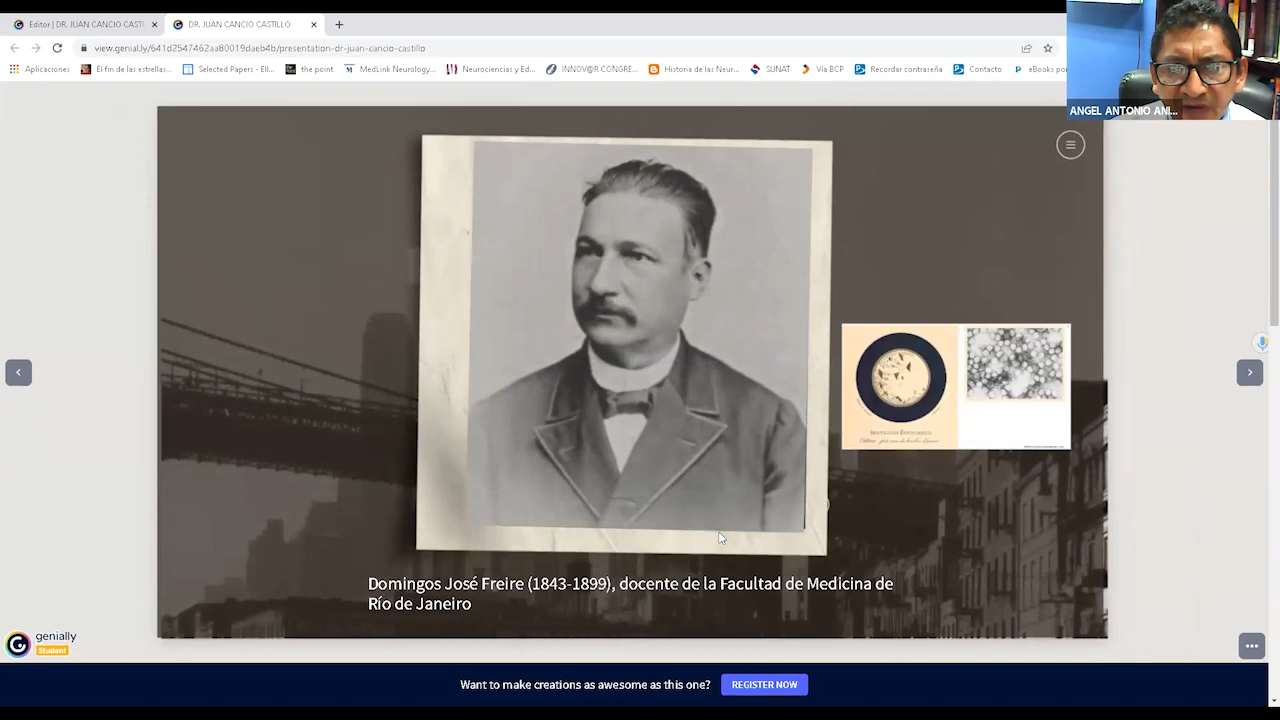 Editor | DR. JUAN CANCIO CASTI
DR. JUAN CANCIO CASTILLO
view.genial.ly/641d2547462aa80019daeb4b/presentation-dr-juan-cancio-castillo
Aplicaciones
El fin de las estrellas...
Selected Papers - Ell...
the point
MedLink Neurology...
Neurociencias y Ed...
INNOV@R CONGRE...
Historia de las Neur...
SUNAT
Vía BCP
Recordar contraseña
Contacto
eBooks po
ANGEL ANTONIO ANI...
Domingos José Freire (1843-1899), docente de la Facultad de Medicina de
Río de Janeiro
genially
Student
Want to make creations as awesome as this one?
REGISTER NOW